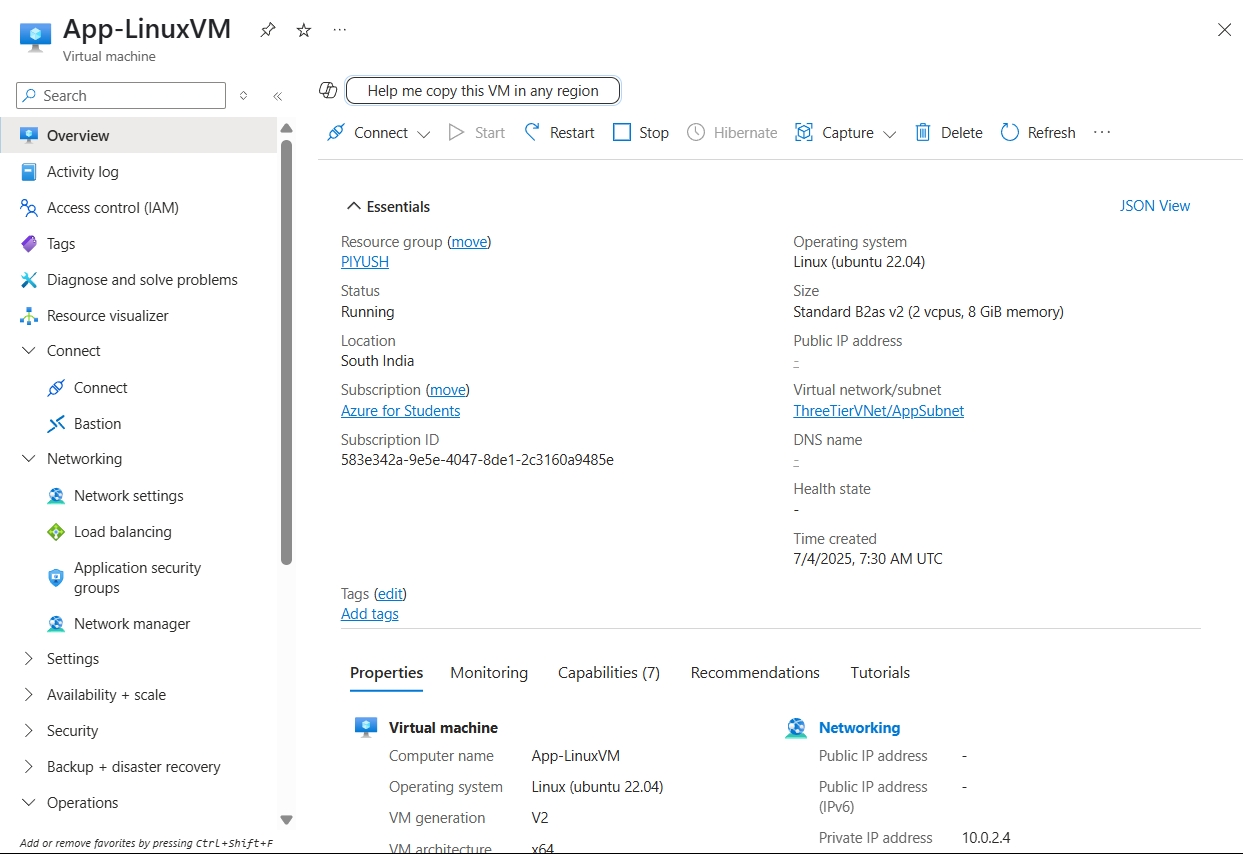 App-LinuxVM
Virtual machine
Search
Overview
Activity log
Access control (IAM)
Tags
Diagnose and solve problems
Resource visualizer
Connect
Connect
Bastion
Networking
Network settings
Load balancing
Application security
groups
Network manager
Settings
Availability + scale
Security
Backup + disaster recovery
Operations
Add or remove favorites by pressing Ctrl+Shift+F
Help me copy this VM in any region
Connect Start Restart Stop Hibernate Capture Delete Refresh
Essentials
JSON View
Resource group (move)
PIYUSH
Status
Running
Location
South India
Subscription (move)
Azure for Students
Subscription ID
583e342a-9e5e-4047-8de1-2c3160a9485e
Operating system
Linux (ubuntu 22.04)
Size
Standard B2as v2 (2 vcpus, 8 GiB memory)
Public IP address
-
Virtual network/subnet
ThreeTierVNet/AppSubnet
DNS name
-
Health state
-
Time created
7/4/2025, 7:30 AM UTC
Tags (edit)
Add tags
Properties Monitoring Capabilities (7) Recommendations Tutorials
Virtual machine
Computer name App-LinuxVM
Operating system Linux (ubuntu 22.04)
VM generation V2
VM architecture x64
Networking
Public IP address -
Public IP address -
(IPv6)
Private IP address 10.0.2.4